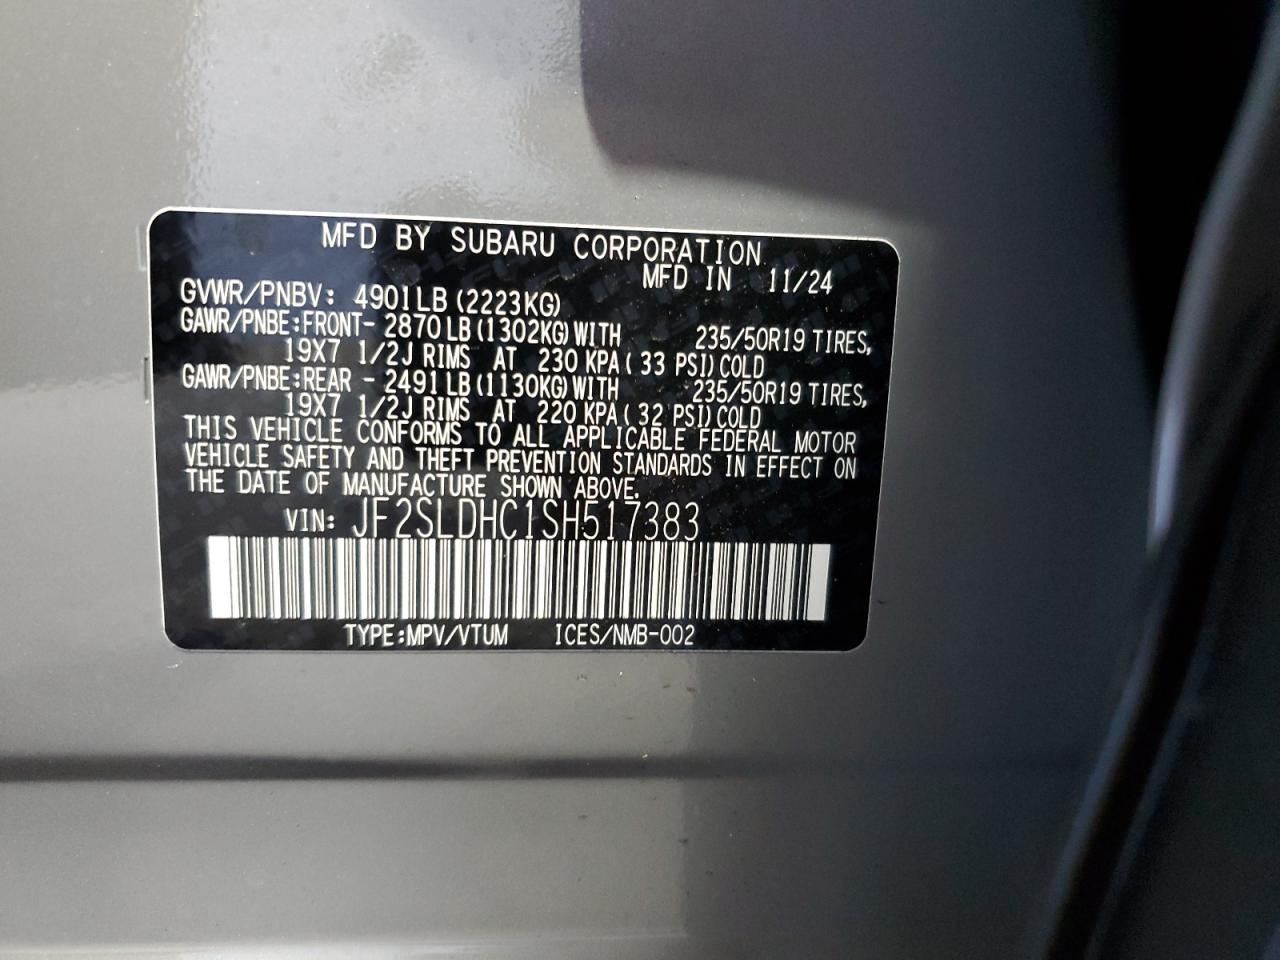 MFD BY SUBARU CORPORATION
MFD IN 11/24
GVWR/PNBV: 4901LB (2223KG)
GAWR/PNBE:FRONT- 2870LB(1302KG)WITH 235/50R19 TIRES,
19X7 1/2J RIMS AT 230 KPA( 33 PSI)COLD
GAWR/PNBE:REAR - 2491LB(1130KG)WITH 235/50R19 TIRES,
19X7 1/2J RIMS AT 220 KPA( 32 PSI)COLD
THIS VEHICLE CONFORMS TO ALL APPLICABLE FEDERAL MOTOR
VEHICLE SAFETY AND THEFT PREVENTION STANDARDS IN EFFECT ON
THE DATE OF MANUFACTURE SHOWN ABOVE.
VIN: JF2SLDHC1SH517383
TYPE:MPV/VTUM ICES/NMB-002